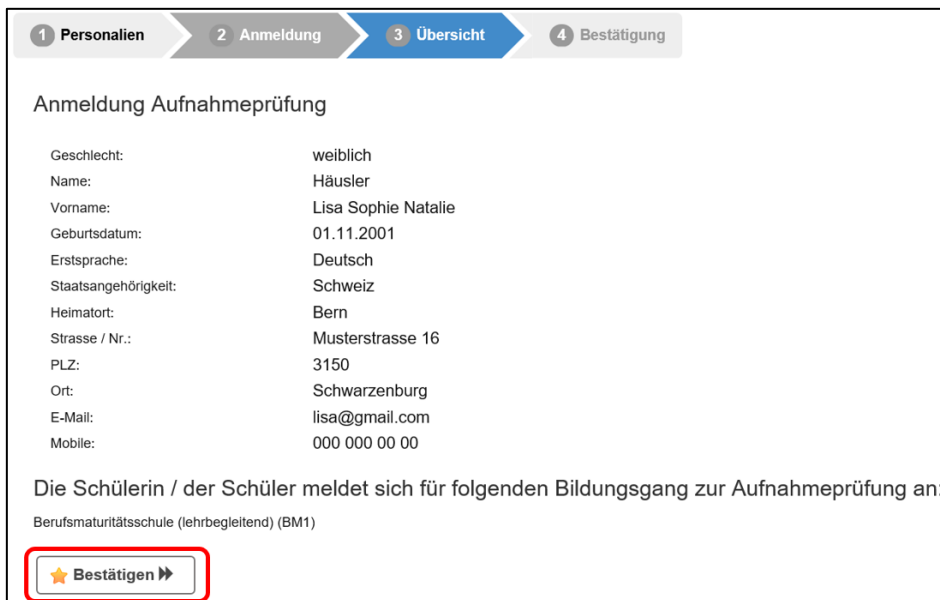 1 Personalien 2 Anmeldung 3 Übersicht 4 Bestätigung
Anmeldung Aufnahmeprüfung
Geschlecht: weiblich
Name: Häusler
Vorname: Lisa Sophie Natalie
Geburtsdatum: 01.11.2001
Erstsprache: Deutsch
Staatsangehörigkeit: Schweiz
Heimatort: Bern
Strasse / Nr.: Musterstrasse 16
PLZ: 3150
Ort: Schwarzenburg
E-Mail: lisa@gmail.com
Mobile: 000 000 00 00
Die Schülerin / der Schüler meldet sich für folgenden Bildungsgang zur Aufnahmeprüfung an:
Berufsmaturitätsschule (lehrbegleitend) (BM1)
Bestätigen